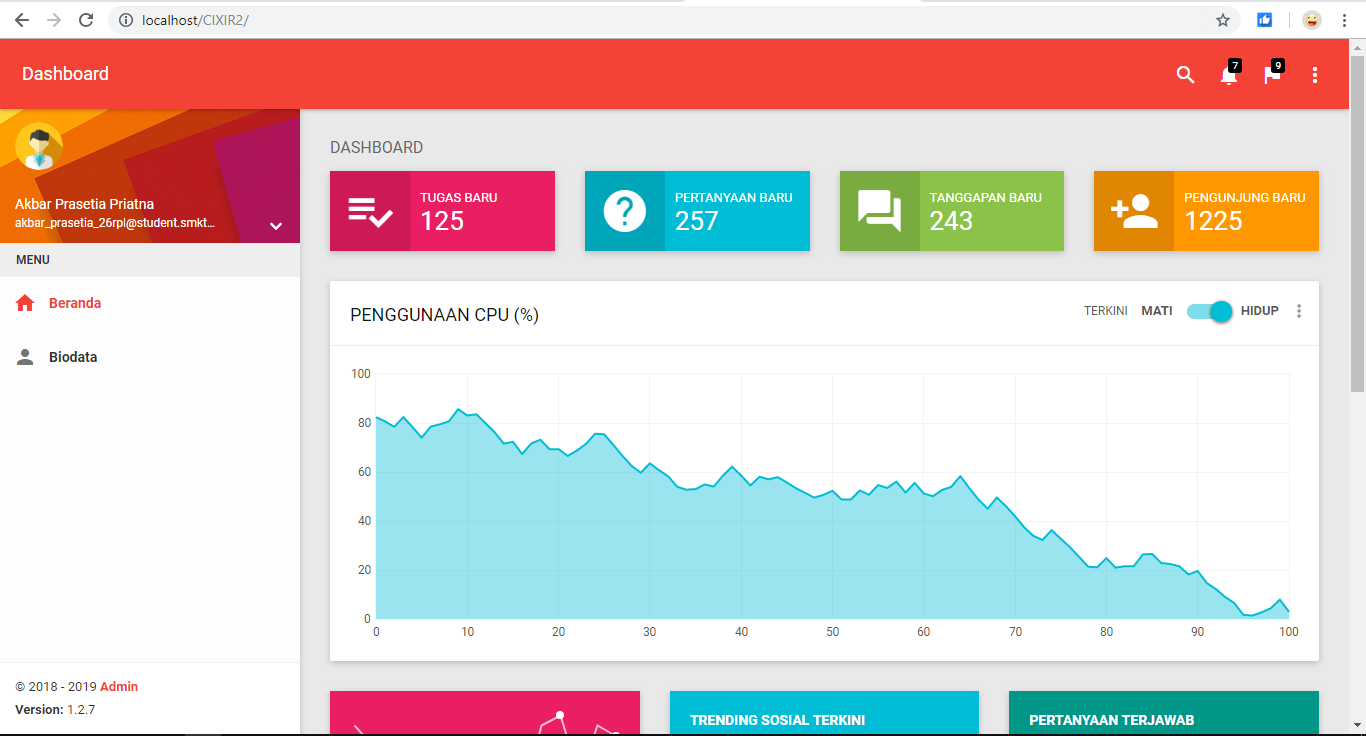 localhost/CIXIR2/
Dashboard
7
9
Akbar Prasetia Priatna
akbar_prasetia_26rpl@student.smkt...
MENU
Beranda
Biodata
© 2018 - 2019 Admin
Version: 1.2.7
DASHBOARD
TUGAS BARU
125
PERTANYAAN BARU
257
TANGGAPAN BARU
243
PENGUNJUNG BARU
1225
PENGGUNAAN CPU (%)
TERKINI MATI HIDUP
100
80
60
40
20
0
0 10 20 30 40 50 60 70 80 90 100
TRENDING SOSIAL TERKINI
PERTANYAAN TERJAWAB